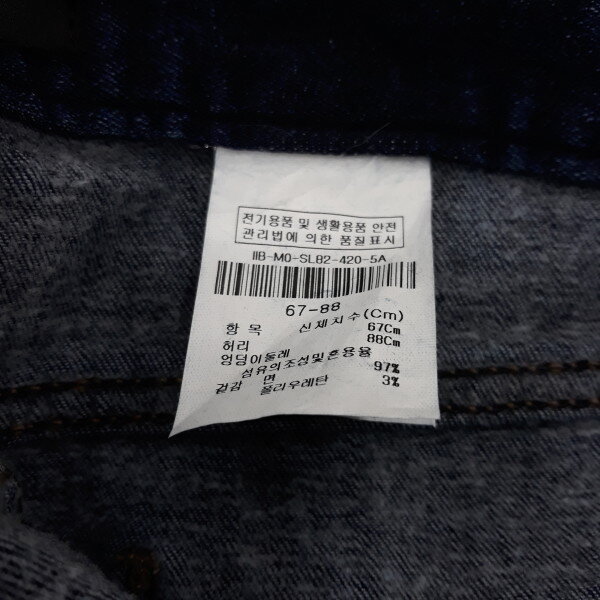 전기용품 및 생활용품 안전
관리법에 의한 품질표시
IIB-MO-SLB2-420-5A
67-88 (Cm)
항 목 신체치수
허리 67Cm
엉덩이둘레 88Cm
섬유의조성및혼용율
겉감 면 97%
폴리우레탄 3%